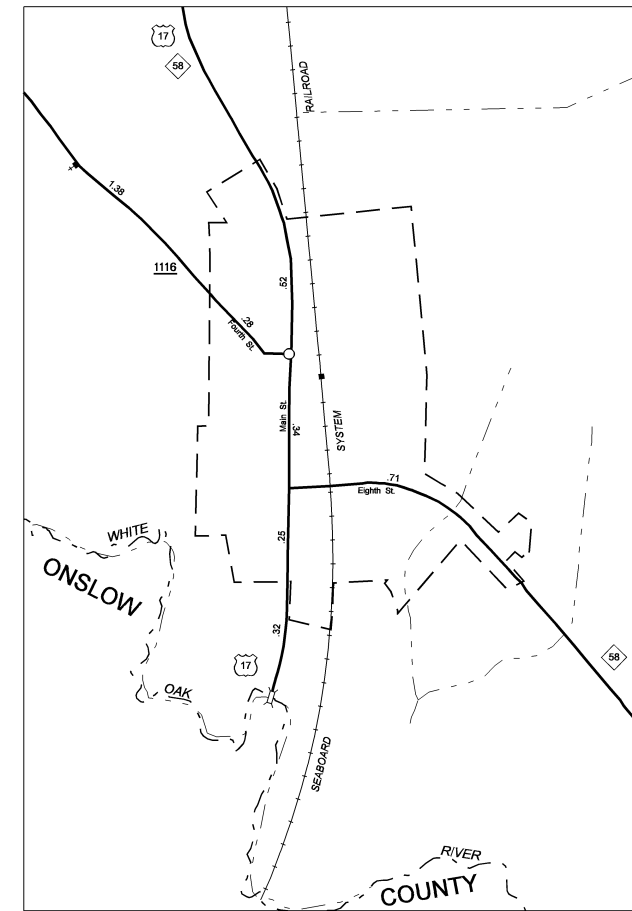 17
58
RAILROAD
1.38
1116
.52
.28
Fourth St.
Main St.
.34
SYSTEM
.71
Eighth St.
WHITE
.25
ONSLOW
.32
17
58
OAK
SEABOARD
RIVER
COUNTY